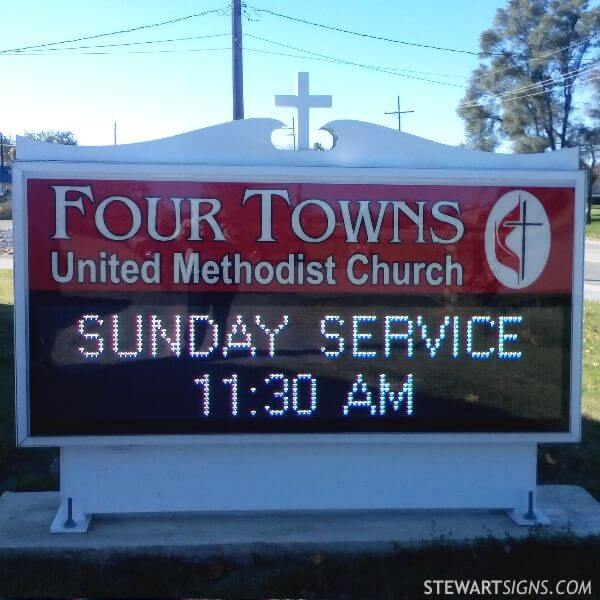 FOUR TOWNS
United Methodist Church
SUNDAY SERVICE
11:30 AM
STEWARTSIGNS.COM